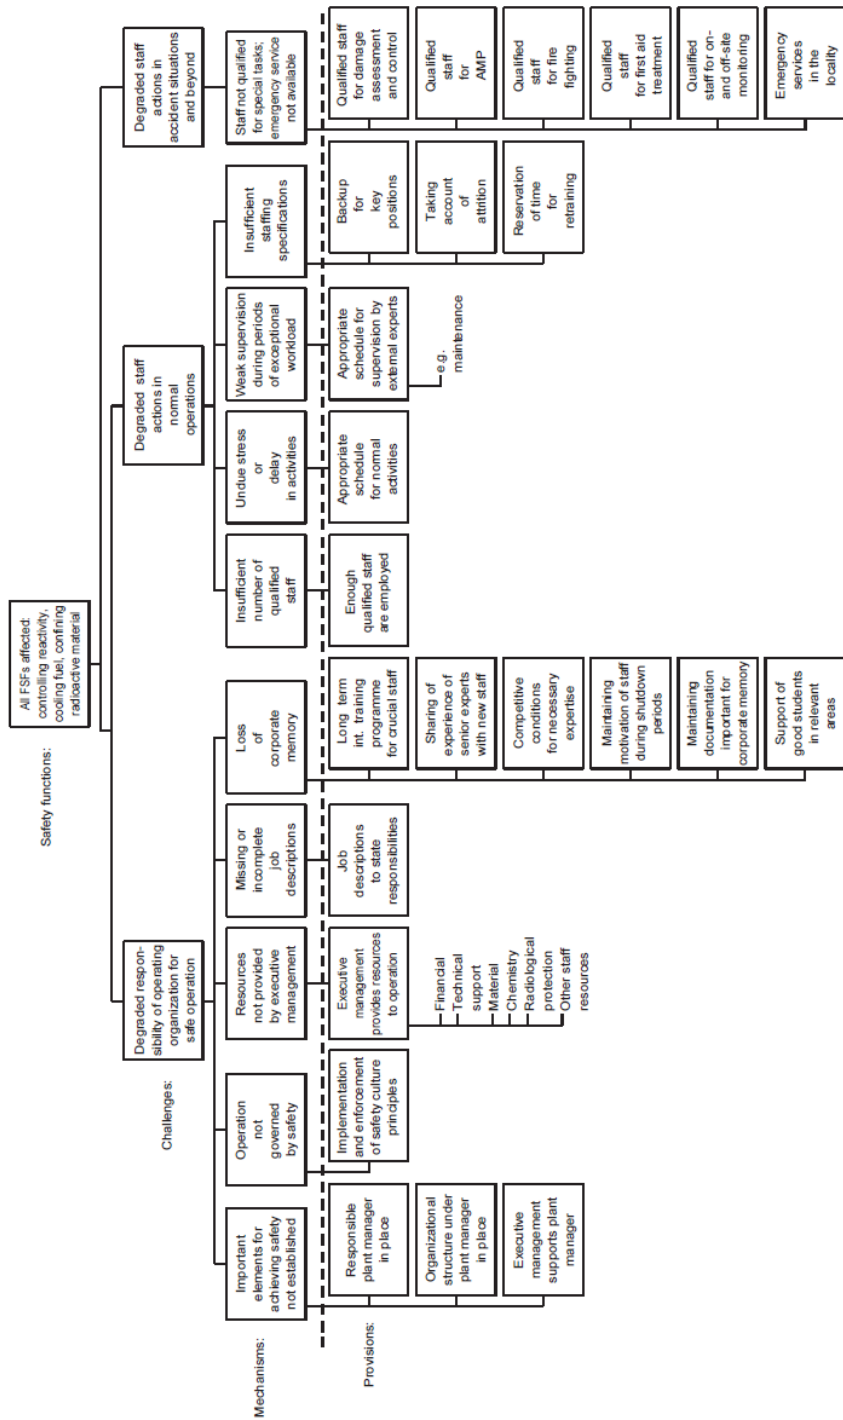 Safety functions:
All FSFs affected:
controlling reactivity,
cooling fuel, confining
radioactive material
Challenges:
Degraded respon-
sibility of operating
organization for
safe operation
Degraded staff
actions in
normal
operations
Degraded staff
actions in
accident situations
and beyond
Mechanisms:
Important
elements for
achieving safety
not established
Operation
not
governed
by safety
Resources
not provided
by executive
management
Missing or
incomplete
job
descriptions
Loss
of
corporate
memory
Insufficient
number of
qualified
staff
Undue stress
or
delay
in activities
Weak supervision
during periods
of exceptional
workload
Insufficient
staffing
specifications
Staff not qualified
for special tasks;
emergency service
not available
Provisions:
Responsible
plant manager
in place
Organizational
structure under
plant manager
in place
Executive
management
supports plant
manager
Implementation
and enforcement
of safety culture
principles
Executive
management
provides resources
to operation
Financial
Technical
support
Material
Chemistry
Radiological
protection
Other staff
resources
Job
descriptions
to state
responsibilities
Long term
int. training
programme
for crucial staff
Sharing of
experience of
senior experts
with new staff
Competitive
conditions
for necessary
expertise
Maintaining
motivation of staff
during shutdown
periods
Maintaining
documentation
important for
corporate memory
Support of
good students
in relevant
areas
Enough
qualified staff
are employed
Appropriate
schedule
for normal
activities
Appropriate
schedule for
supervision by
external experts
e.g.
maintenance
Backup
for
key
positions
Taking
account
of
attrition
Reservation
of time
for
retraining
Qualified staff
for damage
assessment
and control
Qualified
staff
for
AMP
Qualified
staff
for fire
fighting
Qualified
staff
for first aid
treatment
Qualified
staff for on-
and off-site
monitoring
Emergency
services
in the
locality